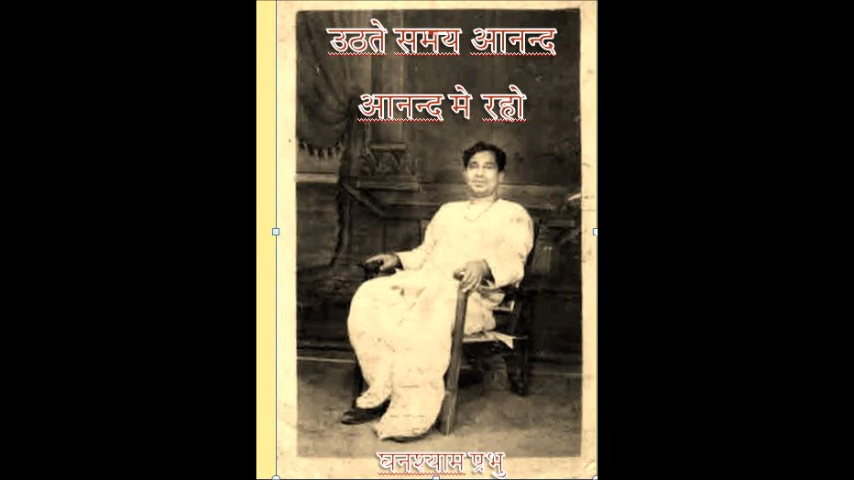 उठते समय आनन्द
आनन्द मे रहो
घनश्याम प्रभु